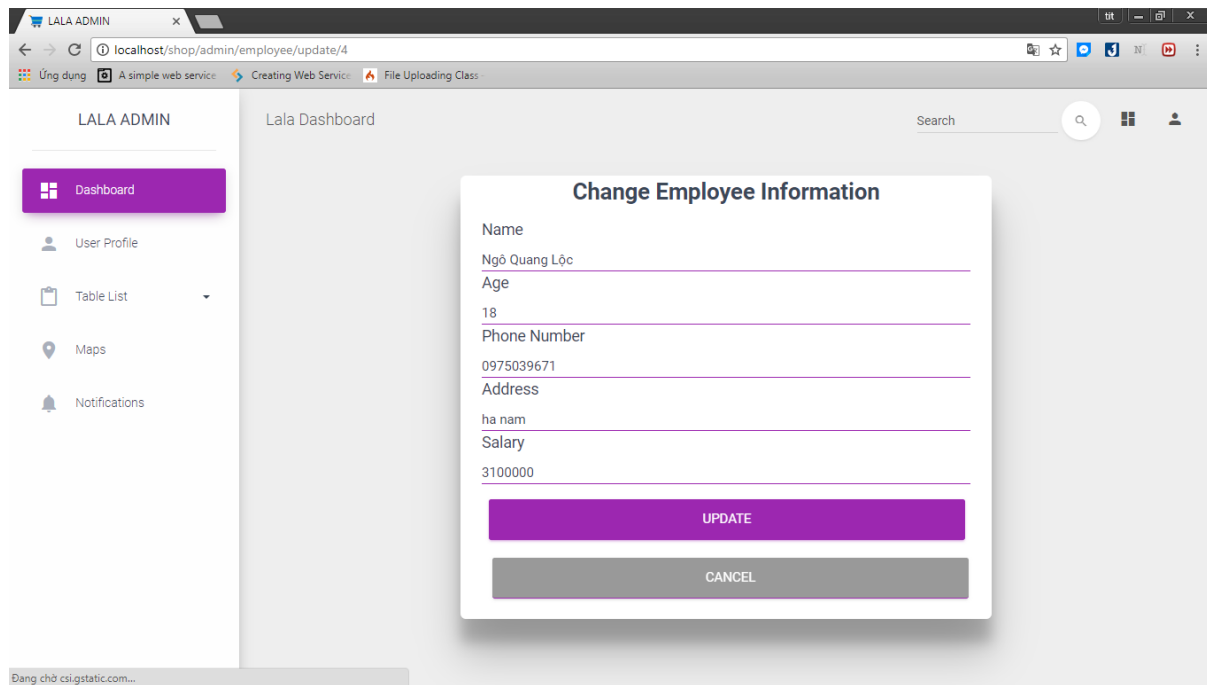 LALA ADMIN
tit
localhost/shop/admin/employee/update/4
Ứng dụng A simple web service Creating Web Service File Uploading Class -
LALA ADMIN
Lala Dashboard
Search
Dashboard
User Profile
Table List
Maps
Notifications
Change Employee Information
Name
Ngô Quang Lộc
Age
18
Phone Number
0975039671
Address
ha nam
Salary
3100000
UPDATE
CANCEL
Đang chờ csi.gstatic.com...